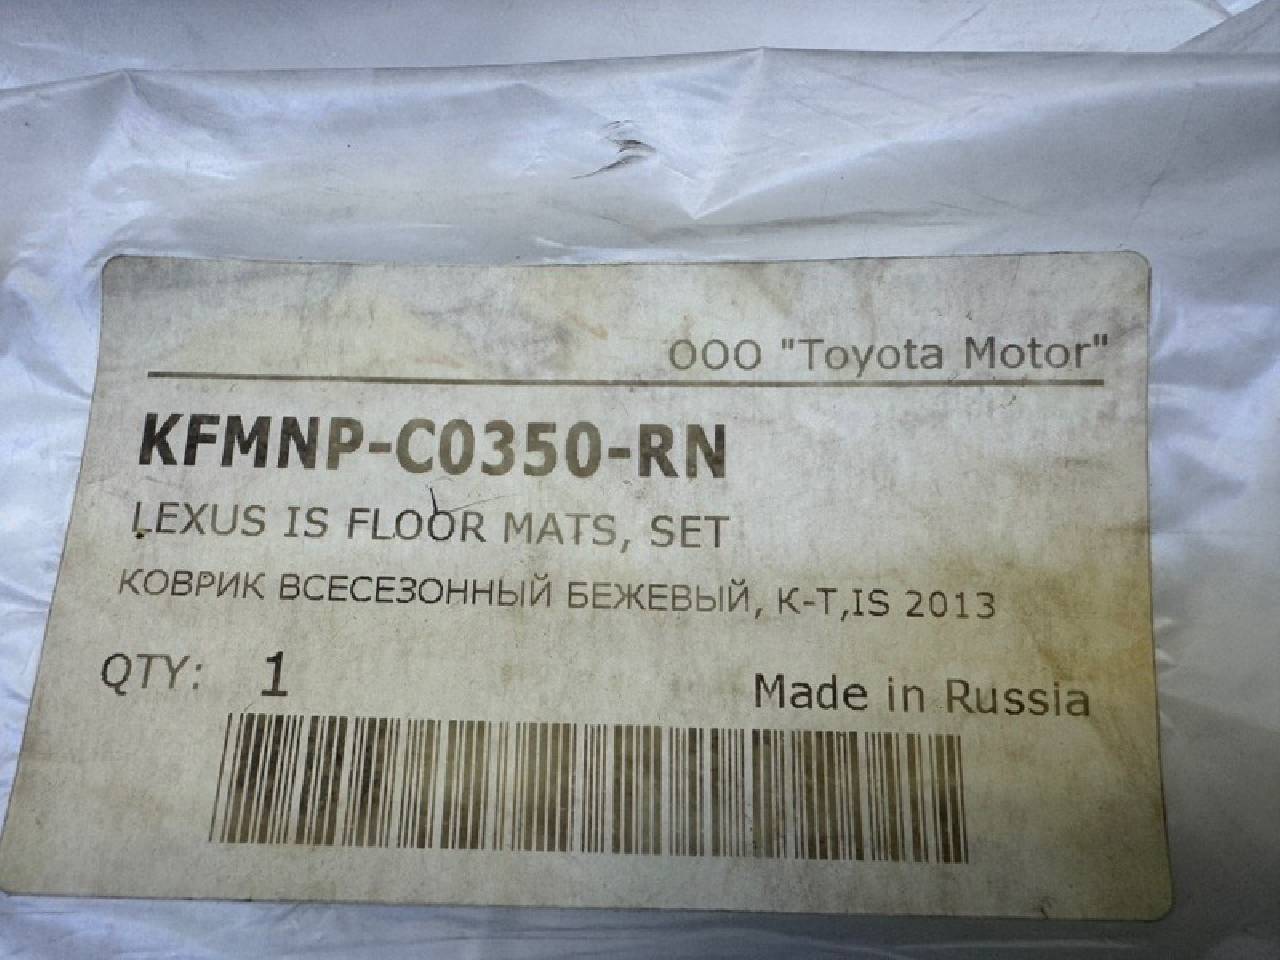 ООО "Toyota Motor"
KFMNP-C0350-RN
LEXUS IS FLOOR MATS, SET
КОВРИК ВСЕСЕЗОННЫЙ БЕЖЕВЫЙ, К-Т,IS 2013
QTY: 1
Made in Russia